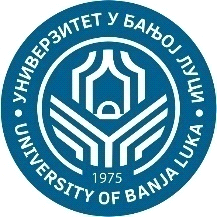 УНИВЕРЗИТЕТ У БАЊОЈ ЛУЦИ
1975
UNIVERSITY OF BANJA LUKA